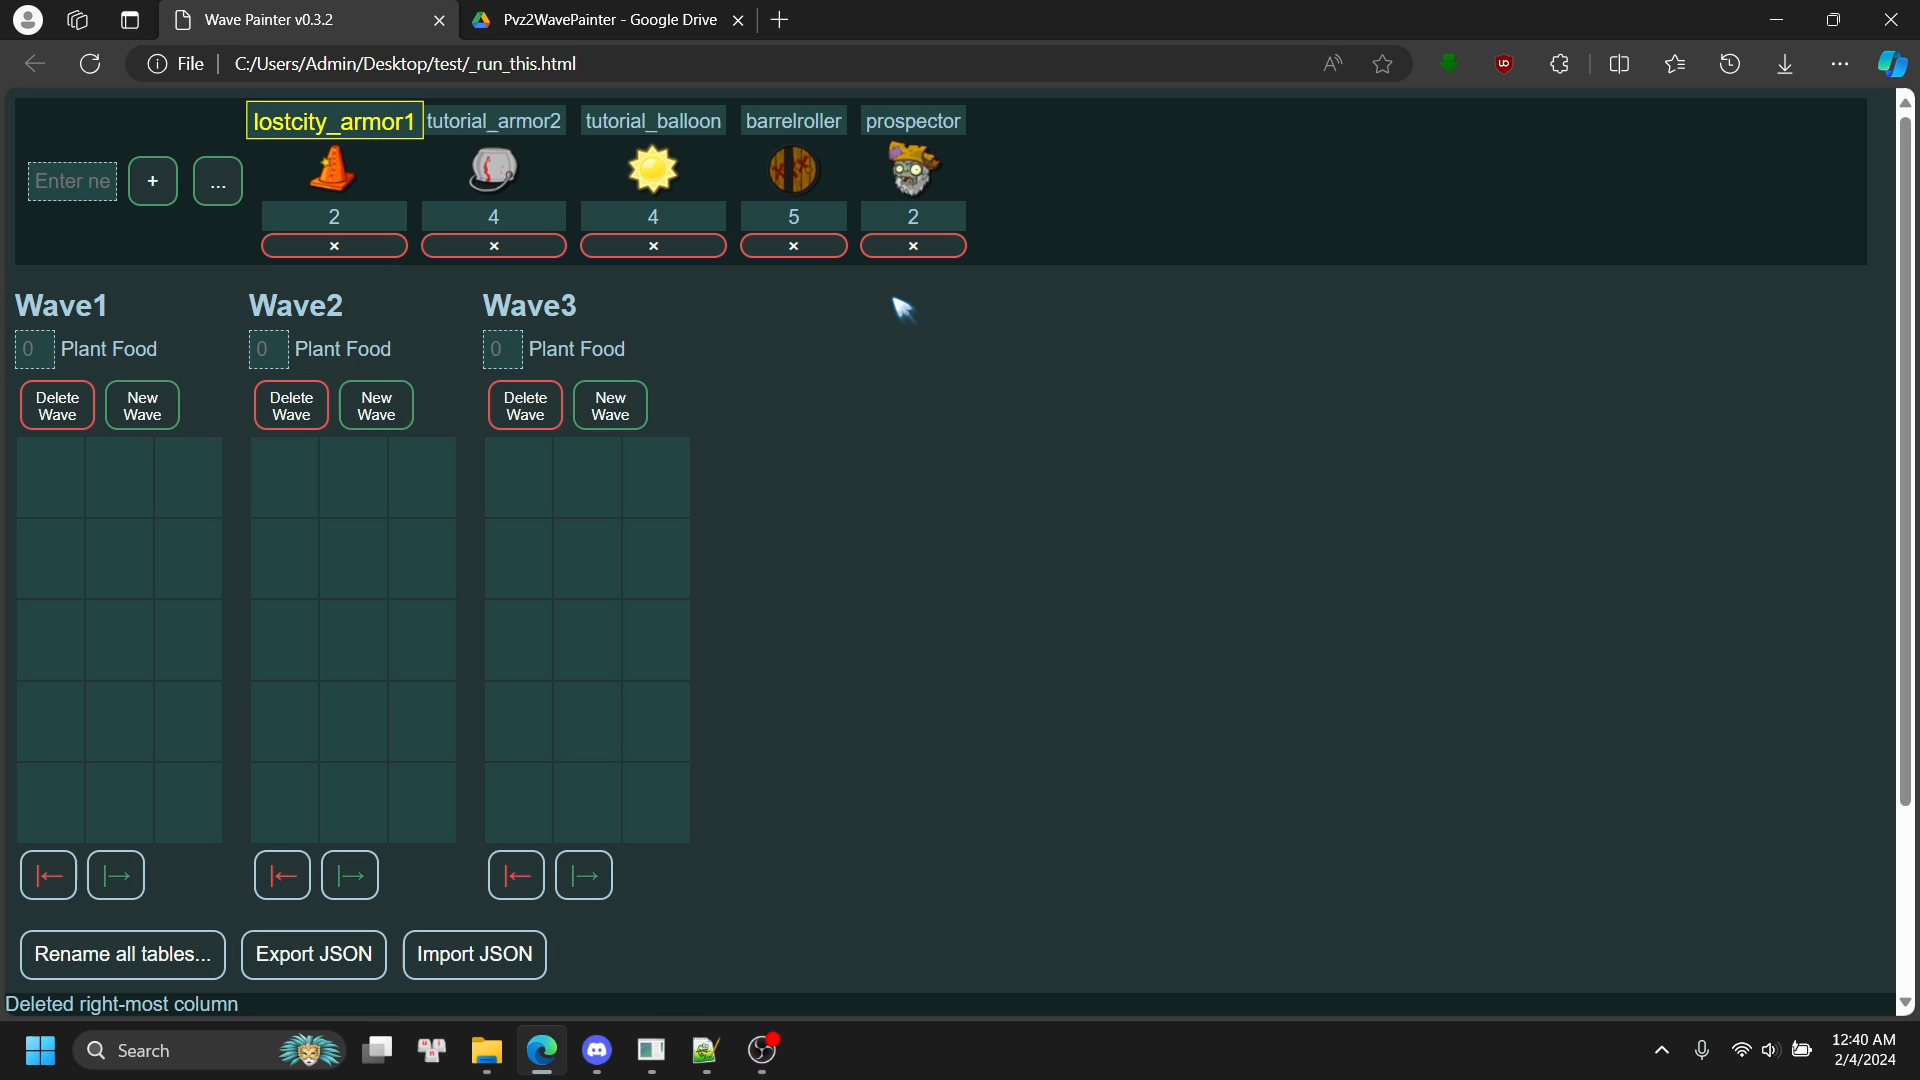 Wave Painter v0.3.2
Pvz2WavePainter - Google Drive
File
C:/Users/Admin/Desktop/test/_run_this.html
lostcity_armor1 tutorial_armor2 tutorial_balloon barrelroller prospector
Enter ne + ...
2 4 4 5 2
× × × × ×
Wave1 Wave2 Wave3
0 Plant Food 0 Plant Food 0 Plant Food
Delete Wave New Wave Delete Wave New Wave Delete Wave New Wave
|← |→ |← |→ |← |→
Rename all tables... Export JSON Import JSON
Deleted right-most column
Search
12:40 AM
2/4/2024